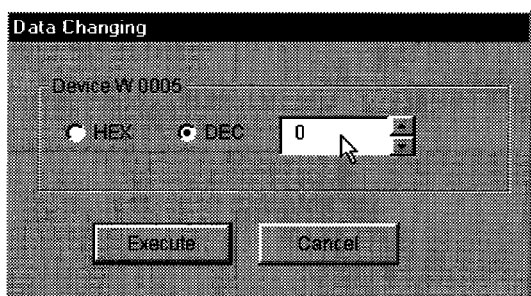 Data Changing
Device W 0005
HEX DEC 0
Execute Cancel